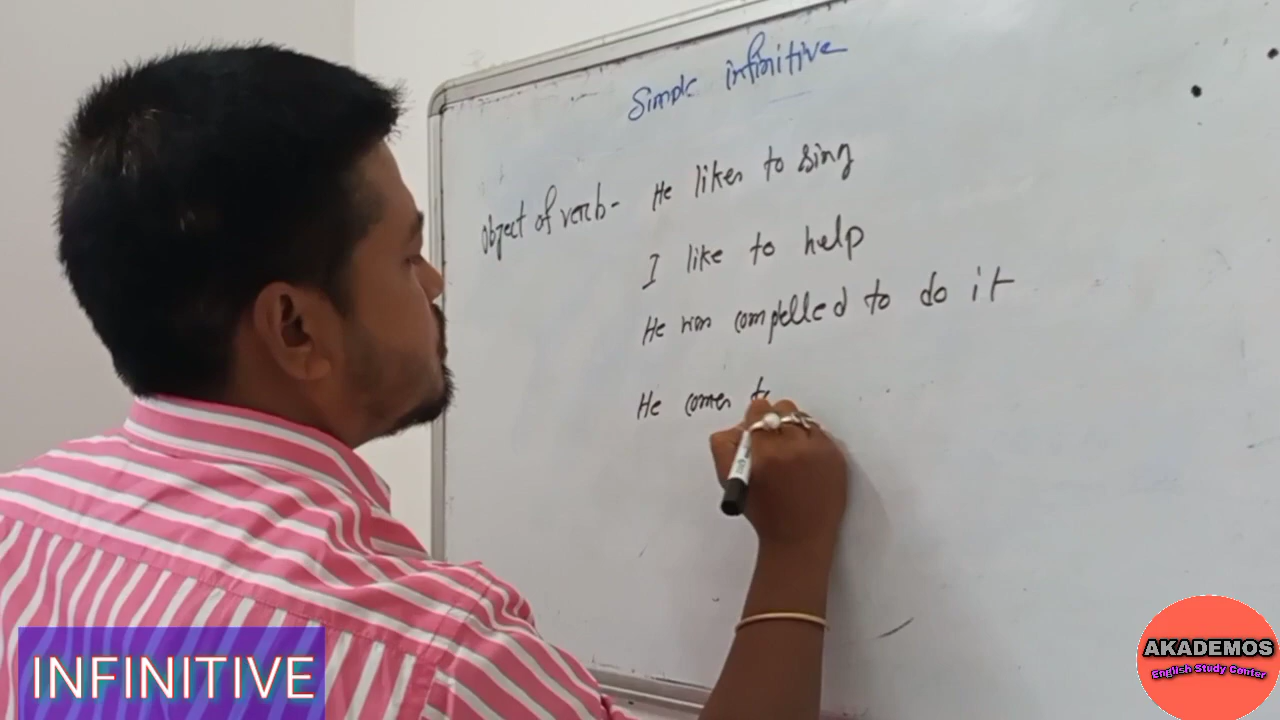 Simple infinitive
Object of verb - He likes to sing
I like to help
He was compelled to do it
He comes to
INFINITIVE
AKADEMOS
English Study Center